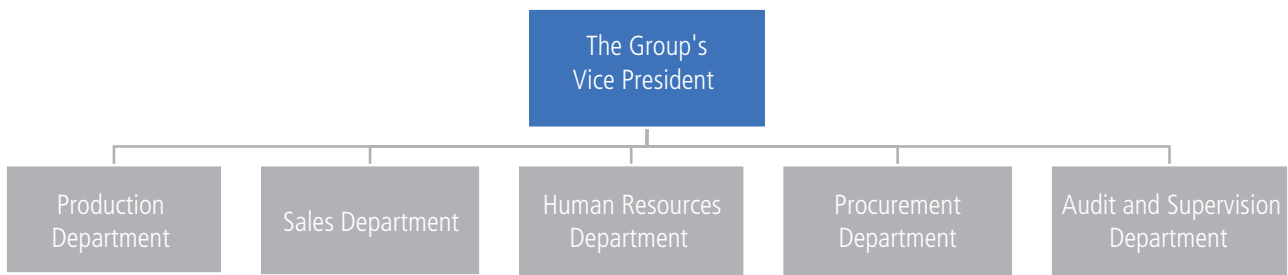 The Group's
Vice President
Production
Department
Sales Department
Human Resources
Department
Procurement
Department
Audit and Supervision
Department